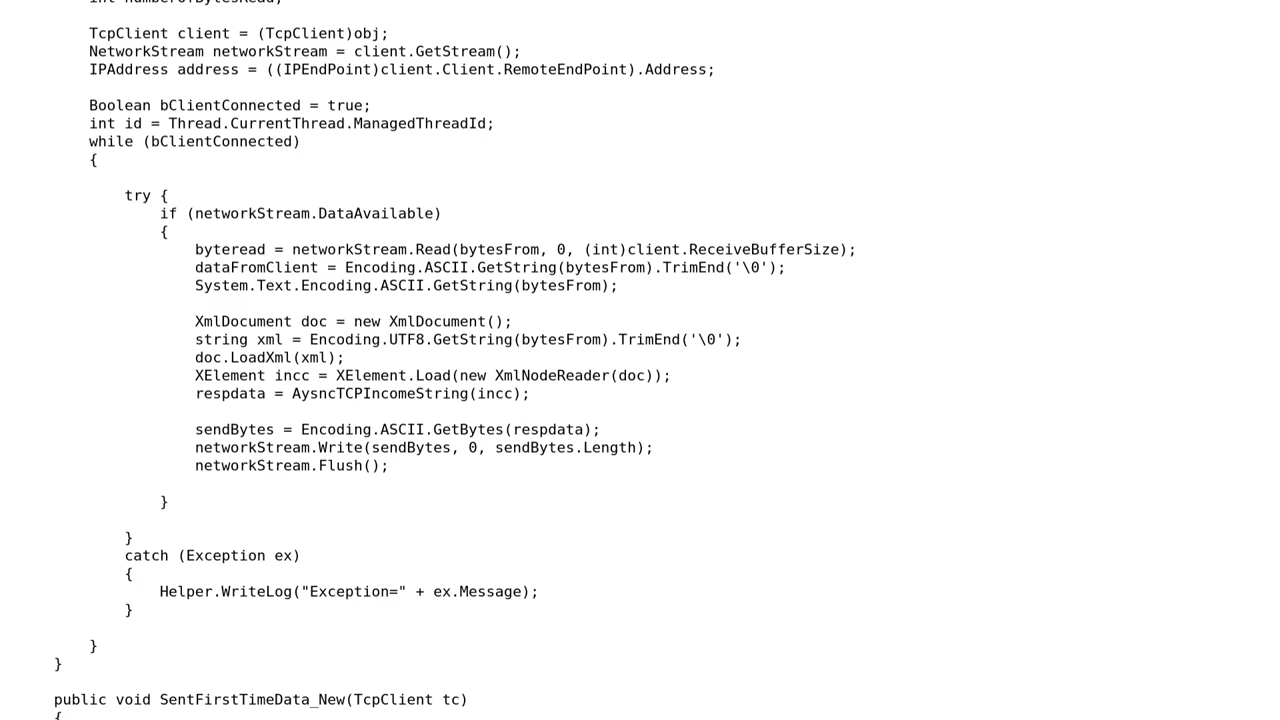 TcpClient client = (TcpClient)obj;
NetworkStream networkStream = client.GetStream();
IPAddress address = ((IPEndPoint)client.Client.RemoteEndPoint).Address;
Boolean bClientConnected = true;
int id = Thread.CurrentThread.ManagedThreadId;
while (bClientConnected)
{
try {
if (networkStream.DataAvailable)
{
byteread = networkStream.Read(bytesFrom, 0, (int)client.ReceiveBufferSize);
dataFromClient = Encoding.ASCII.GetString(bytesFrom).TrimEnd('\0');
System.Text.Encoding.ASCII.GetString(bytesFrom);
XmlDocument doc = new XmlDocument();
string xml = Encoding.UTF8.GetString(bytesFrom).TrimEnd('\0');
doc.LoadXml(xml);
XElement incc = XElement.Load(new XmlNodeReader(doc));
respdata = AysncTCPIncomeString(incc);
sendBytes = Encoding.ASCII.GetBytes(respdata);
networkStream.Write(sendBytes, 0, sendBytes.Length);
networkStream.Flush();
}
}
catch (Exception ex)
{
Helper.WriteLog("Exception=" + ex.Message);
}
}
}
public void SentFirstTimeData_New(TcpClient tc)
{